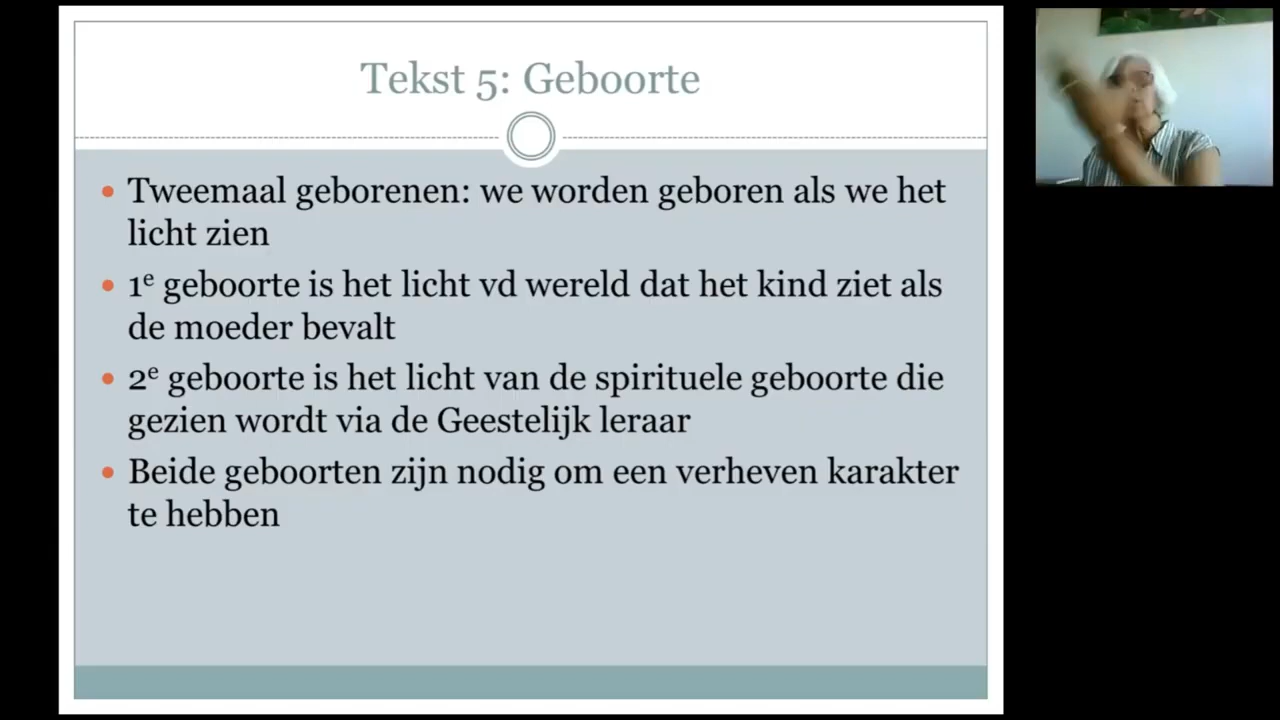 Tekst 5: Geboorte
• Tweemaal geborenen: we worden geboren als we het
licht zien
• 1e geboorte is het licht vd wereld dat het kind ziet als
de moeder bevalt
• 2e geboorte is het licht van de spirituele geboorte die
gezien wordt via de Geestelijk leraar
• Beide geboorten zijn nodig om een verheven karakter
te hebben